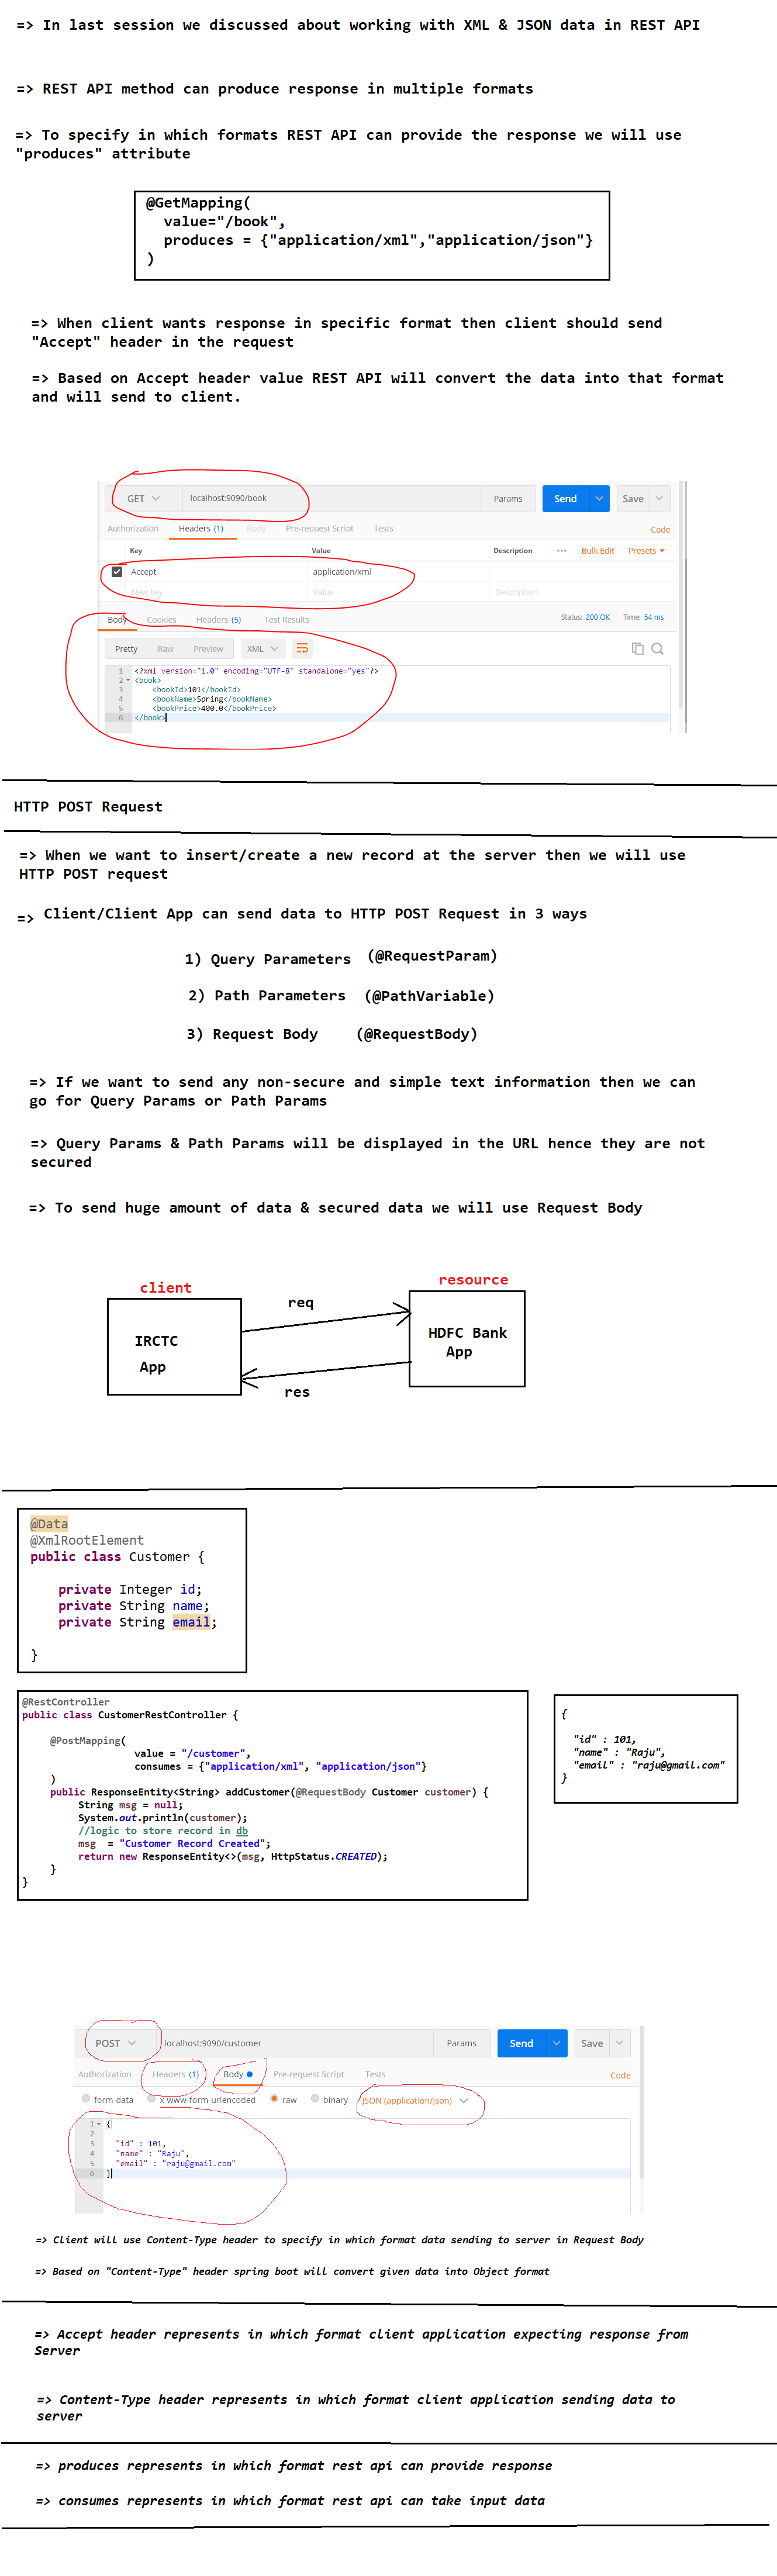 => In last session we discussed about working with XML & JSON data in REST API
=> REST API method can produce response in multiple formats
=> To specify in which formats REST API can provide the response we will use
"produces" attribute
@GetMapping(
value="/book",
produces = {"application/xml","application/json"}
)
=> When client wants response in specific format then client should send
"Accept" header in the request
=> Based on Accept header value REST API will convert the data into that format
and will send to client.
GET localhost:9090/book Params Send Save
Authorization Headers (1) Body Pre-request Script Tests Code
Key Value Description ••• Bulk Edit Presets
Accept application/xml
New key Value Description
Body Cookies Headers (5) Test Results Status: 200 OK Time: 54 ms
Pretty Raw Preview XML
1 <?xml version="1.0" encoding="UTF-8" standalone="yes"?>
2 <book>
3 <bookId>101</bookId>
4 <bookName>Spring</bookName>
5 <bookPrice>400.0</bookPrice>
6 </book>
HTTP POST Request
=> When we want to insert/create a new record at the server then we will use
HTTP POST request
=> Client/Client App can send data to HTTP POST Request in 3 ways
1) Query Parameters (@RequestParam)
2) Path Parameters (@PathVariable)
3) Request Body (@RequestBody)
=> If we want to send any non-secure and simple text information then we can
go for Query Params or Path Params
=> Query Params & Path Params will be displayed in the URL hence they are not
secured
=> To send huge amount of data & secured data we will use Request Body
client
resource
req
IRCTC
App
HDFC Bank
App
res
@Data
@XmlRootElement
public class Customer {
private Integer id;
private String name;
private String email;
}
@RestController
public class CustomerRestController {
@PostMapping(
value = "/customer",
consumes = {"application/xml", "application/json"}
)
public ResponseEntity<String> addCustomer(@RequestBody Customer customer) {
String msg = null;
System.out.println(customer);
//logic to store record in db
msg = "Customer Record Created";
return new ResponseEntity<>(msg, HttpStatus.CREATED);
}
}
{
"id" : 101,
"name" : "Raju",
"email" : "raju@gmail.com"
}
POST localhost:9090/customer Params Send Save
Authorization Headers (1) Body Pre-request Script Tests Code
form-data x-www-form-urlencoded raw binary JSON (application/json)
1 {
2
3 "id" : 101,
4 "name" : "Raju",
5 "email" : "raju@gmail.com"
6 }
=> Client will use Content-Type header to specify in which format data sending to server in Request Body
=> Based on "Content-Type" header spring boot will convert given data into Object format
=> Accept header represents in which format client application expecting response from
Server
=> Content-Type header represents in which format client application sending data to
server
=> produces represents in which format rest api can provide response
=> consumes represents in which format rest api can take input data